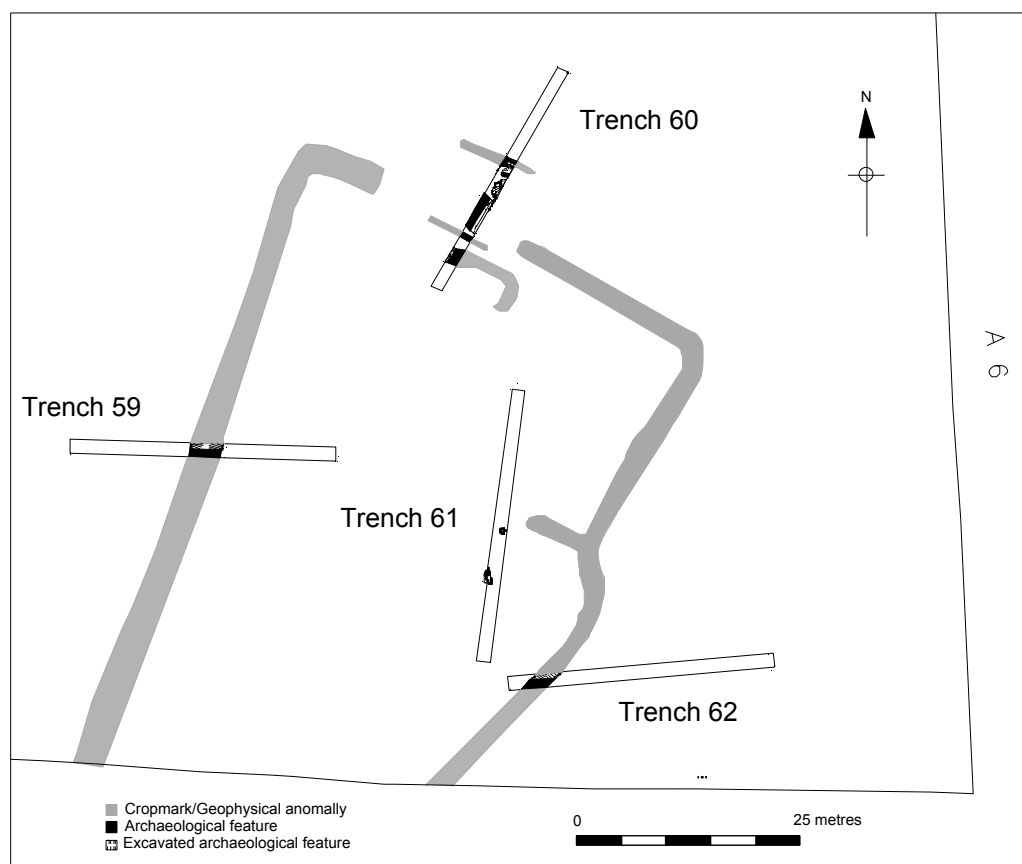 Trench 60
N
A 6
Trench 59
Trench 61
Trench 62
Cropmark/Geophysical anomally
Archaeological feature
Excavated archaeological feature
0 25 metres